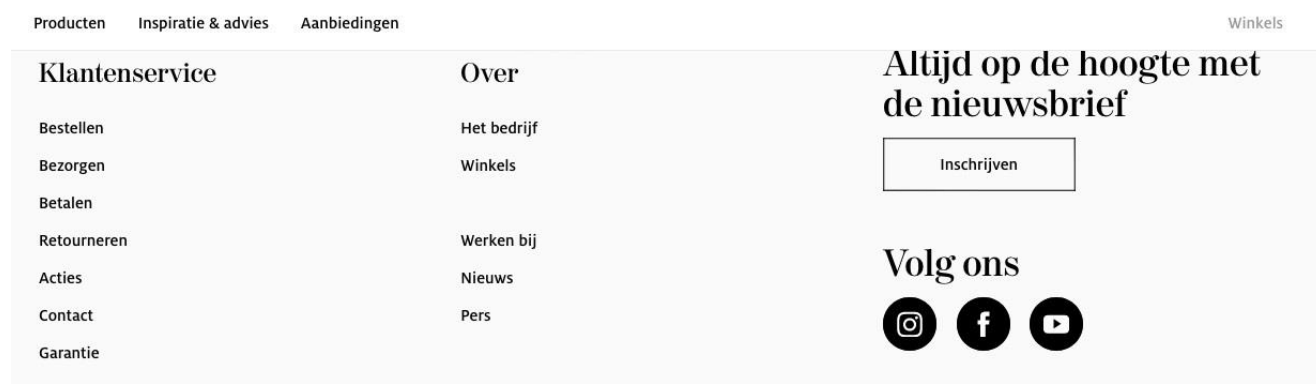 Producten Inspiratie & advies Aanbiedingen Winkels
Klantenservice
Bestellen
Bezorgen
Betalen
Retourneren
Acties
Contact
Garantie
Over
Het bedrijf
Winkels
Werken bij
Nieuws
Pers
Altijd op de hoogte met
de nieuwsbrief
Inschrijven
Volg ons